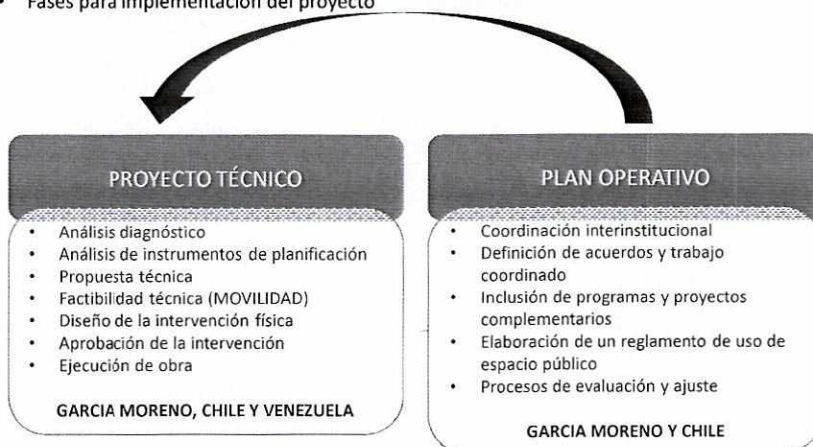 • Fases para implementación del proyecto
PROYECTO TÉCNICO
• Análisis diagnóstico
• Análisis de instrumentos de planificación
• Propuesta técnica
• Factibilidad técnica (MOVILIDAD)
• Diseño de la intervención física
• Aprobación de la intervención
• Ejecución de obra
GARCIA MORENO, CHILE Y VENEZUELA
PLAN OPERATIVO
• Coordinación interinstitucional
• Definición de acuerdos y trabajo
coordinado
• Inclusión de programas y proyectos
complementarios
• Elaboración de un reglamento de uso de
espacio público
• Procesos de evaluación y ajuste
GARCIA MORENO Y CHILE